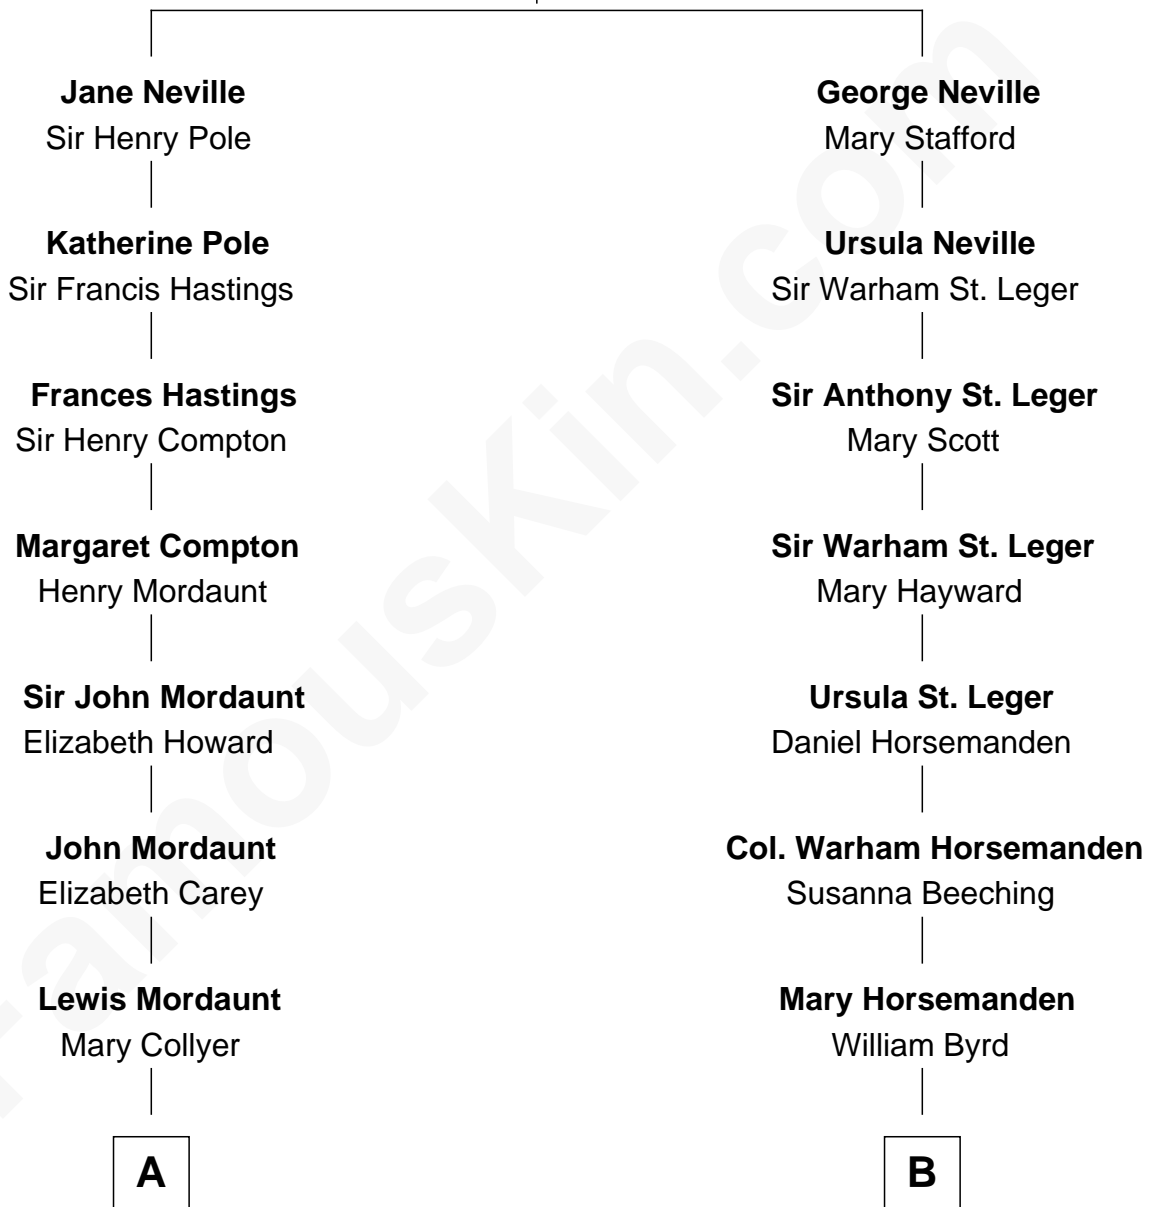 Jane Neville
Sir Henry Pole
Katherine Pole
Sir Francis Hastings
Frances Hastings
Sir Henry Compton
Margaret Compton
Henry Mordaunt
Sir John Mordaunt
Elizabeth Howard
John Mordaunt
Elizabeth Carey
Lewis Mordaunt
Mary Collyer
A
George Neville
Mary Stafford
Ursula Neville
Sir Warham St. Leger
Sir Anthony St. Leger
Mary Scott
Sir Warham St. Leger
Mary Hayward
Ursula St. Leger
Daniel Horsemanden
Col. Warham Horsemanden
Susanna Beeching
Mary Horsemanden
William Byrd
B
FamousKin.com